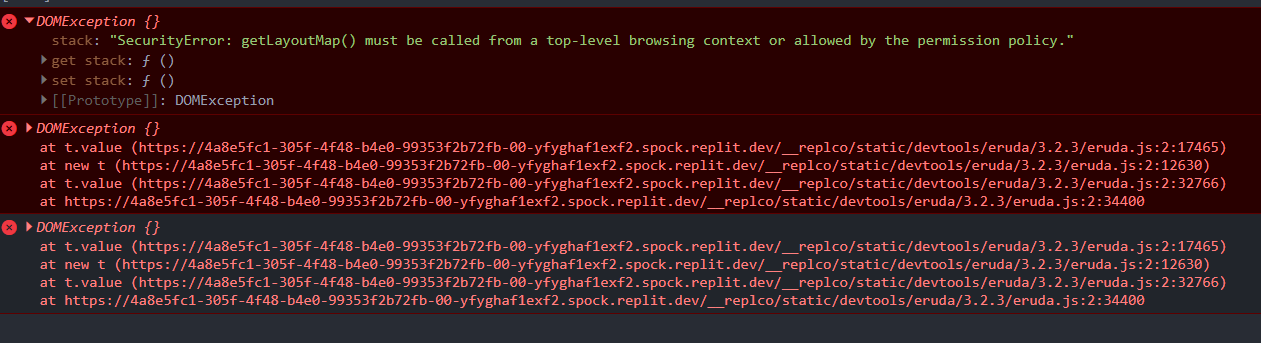 DOMException {}
stack: "SecurityError: getLayoutMap() must be called from a top-level browsing context or allowed by the permission policy."
get stack: ƒ ()
set stack: ƒ ()
[[Prototype]]: DOMException
DOMException {}
at t.value (https://4a8e5fc1-305f-4f48-b4e0-99353f2b72fb-00-yfyghaf1exf2.spock.replit.dev/__replco/static/devtools/eruda/3.2.3/eruda.js:2:17465)
at new t (https://4a8e5fc1-305f-4f48-b4e0-99353f2b72fb-00-yfyghaf1exf2.spock.replit.dev/__replco/static/devtools/eruda/3.2.3/eruda.js:2:12630)
at t.value (https://4a8e5fc1-305f-4f48-b4e0-99353f2b72fb-00-yfyghaf1exf2.spock.replit.dev/__replco/static/devtools/eruda/3.2.3/eruda.js:2:32766)
at https://4a8e5fc1-305f-4f48-b4e0-99353f2b72fb-00-yfyghaf1exf2.spock.replit.dev/__replco/static/devtools/eruda/3.2.3/eruda.js:2:34400
DOMException {}
at t.value (https://4a8e5fc1-305f-4f48-b4e0-99353f2b72fb-00-yfyghaf1exf2.spock.replit.dev/__replco/static/devtools/eruda/3.2.3/eruda.js:2:17465)
at new t (https://4a8e5fc1-305f-4f48-b4e0-99353f2b72fb-00-yfyghaf1exf2.spock.replit.dev/__replco/static/devtools/eruda/3.2.3/eruda.js:2:12630)
at t.value (https://4a8e5fc1-305f-4f48-b4e0-99353f2b72fb-00-yfyghaf1exf2.spock.replit.dev/__replco/static/devtools/eruda/3.2.3/eruda.js:2:32766)
at https://4a8e5fc1-305f-4f48-b4e0-99353f2b72fb-00-yfyghaf1exf2.spock.replit.dev/__replco/static/devtools/eruda/3.2.3/eruda.js:2:34400